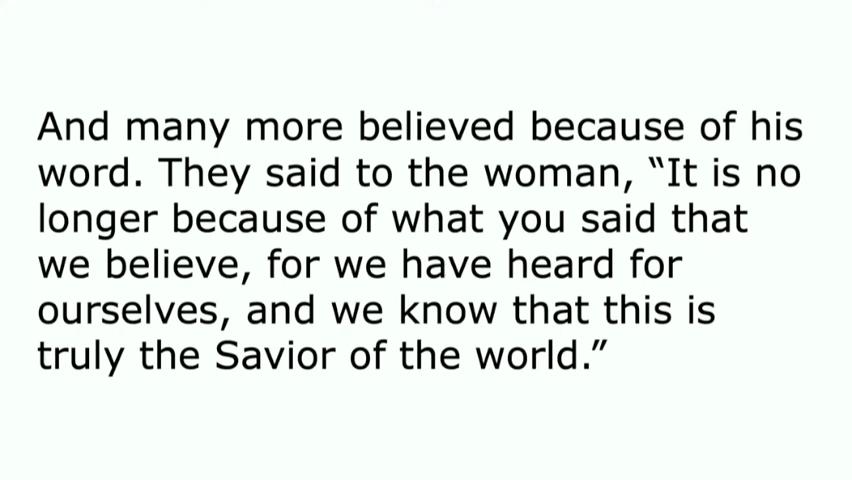 And many more believed because of his
word. They said to the woman, “It is no
longer because of what you said that
we believe, for we have heard for
ourselves, and we know that this is
truly the Savior of the world.”